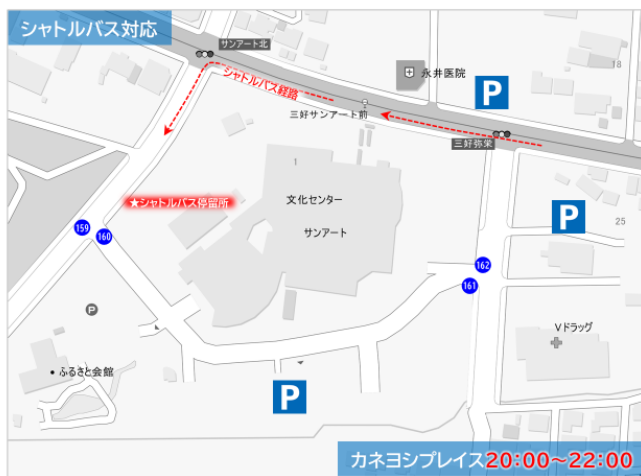 シャトルバス対応
サンアート北
永井医院
18
P
シャトルバス経路
三好サンアート前
三好弥栄
1
文化センター
サンアート
★シャトルバス停留所
P
25
159
160
162
161
P
Vドラッグ
ふるさと会館
P
カネヨシプレイス20:00～22:00